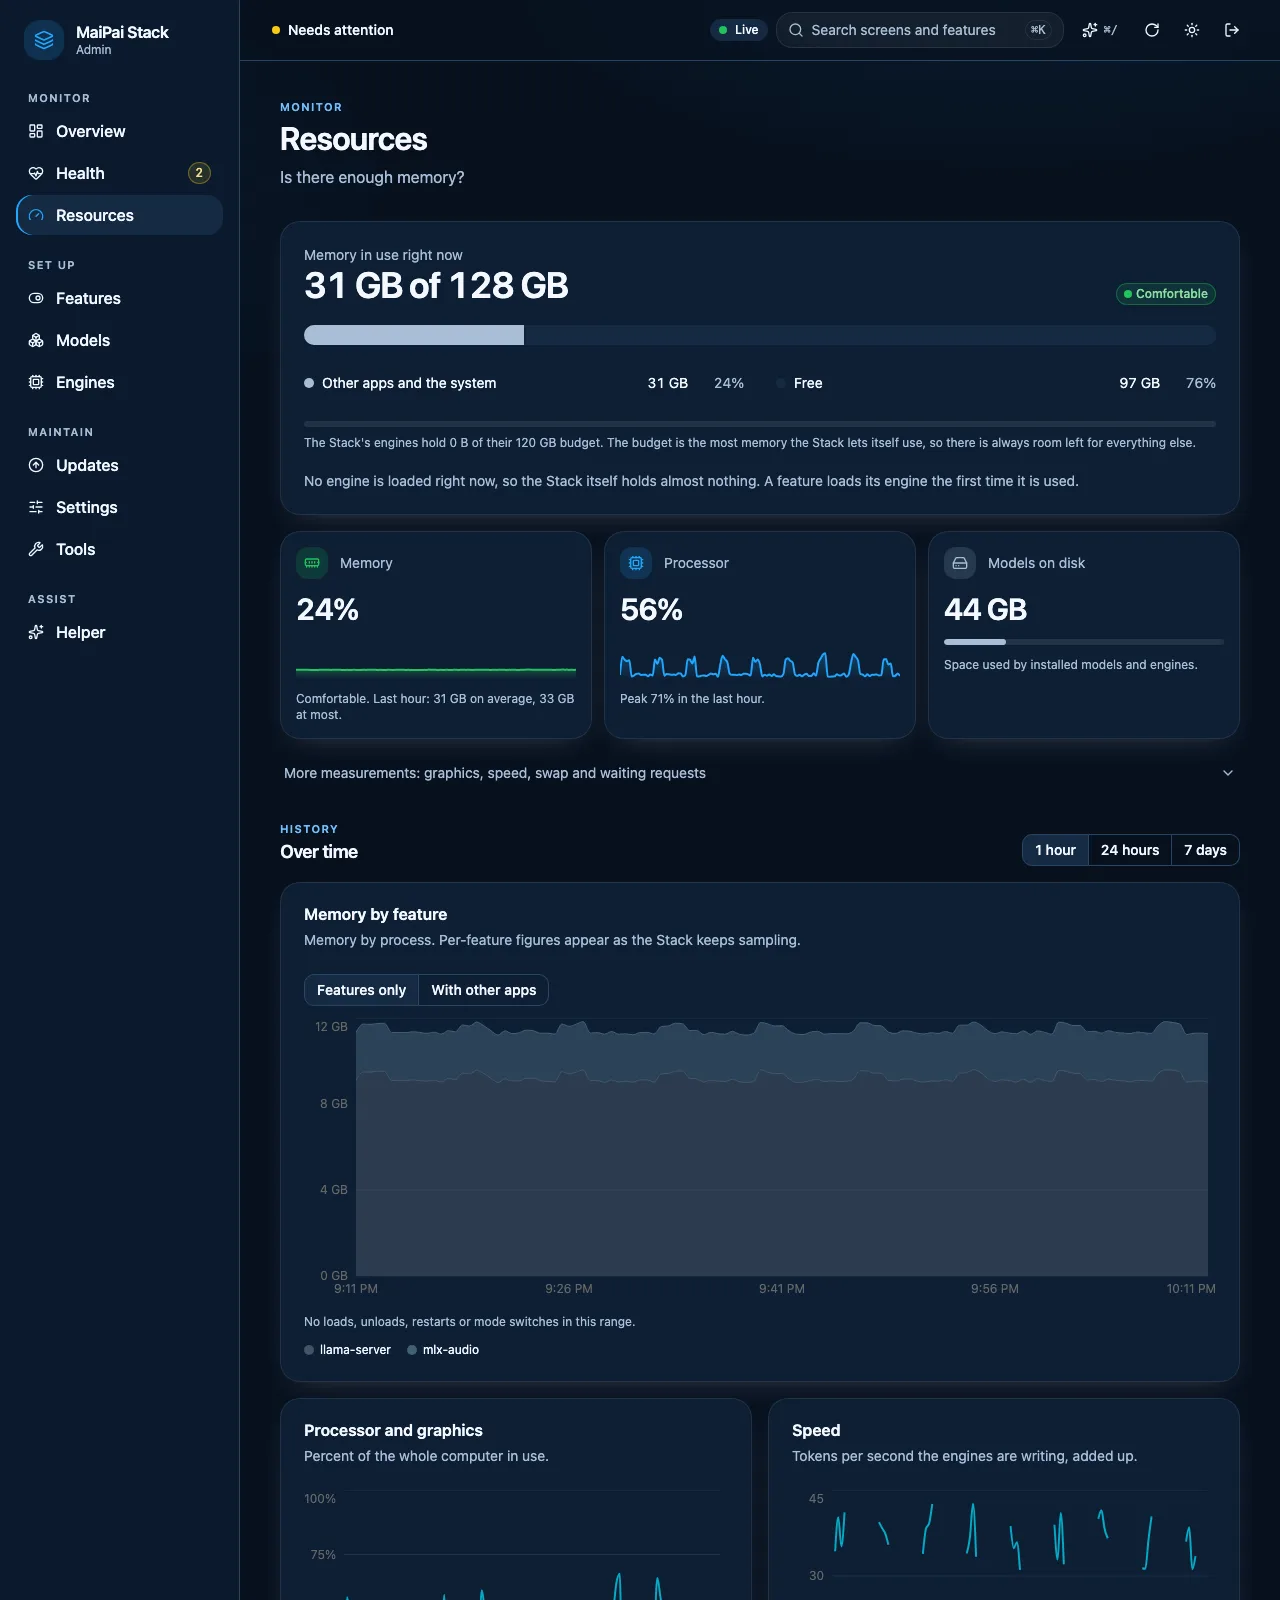 MaiPai Stack
Admin
MONITOR
Overview
Health 2
Resources
SET UP
Features
Models
Engines
MAINTAIN
Updates
Settings
Tools
ASSIST
Helper
Needs attention
Live
Search screens and features ⌘K
⌘/
MONITOR
Resources
Is there enough memory?
Memory in use right now
31 GB of 128 GB
Comfortable
Other apps and the system 31 GB 24%
Free 97 GB 76%
The Stack's engines hold 0 B of their 120 GB budget. The budget is the most memory the Stack lets itself use, so there is always room left for everything else.
No engine is loaded right now, so the Stack itself holds almost nothing. A feature loads its engine the first time it is used.
Memory
24%
Comfortable. Last hour: 31 GB on average, 33 GB
at most.
Processor
56%
Peak 71% in the last hour.
Models on disk
44 GB
Space used by installed models and engines.
More measurements: graphics, speed, swap and waiting requests
HISTORY
Over time
1 hour 24 hours 7 days
Memory by feature
Memory by process. Per-feature figures appear as the Stack keeps sampling.
Features only With other apps
12 GB
8 GB
4 GB
0 GB
9:11 PM 9:26 PM 9:41 PM 9:56 PM 10:11 PM
No loads, unloads, restarts or mode switches in this range.
llama-server mlx-audio
Processor and graphics
Percent of the whole computer in use.
100%
75%
Speed
Tokens per second the engines are writing, added up.
45
30